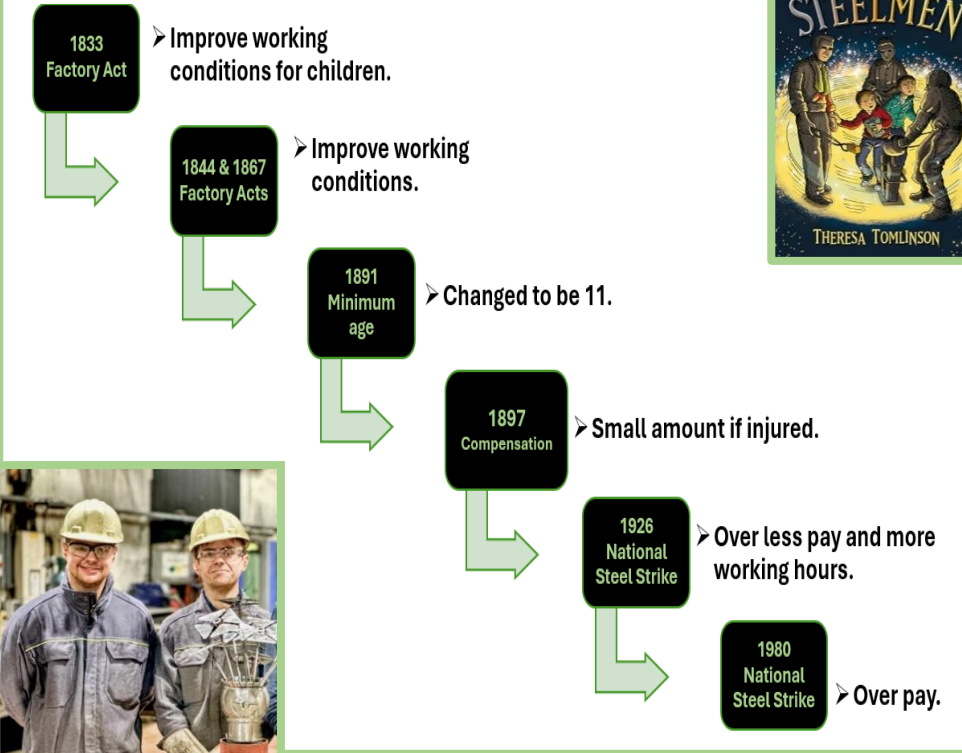 STEELMEN
THERESA TOMLINSON
1833
Factory Act
➢ Improve working
conditions for children.
1844 & 1867
Factory Acts
➢ Improve working
conditions.
1891
Minimum
age
➢ Changed to be 11.
1897
Compensation
➢ Small amount if injured.
1926
National
Steel Strike
➢ Over less pay and more
working hours.
1980
National
Steel Strike
➢ Over pay.